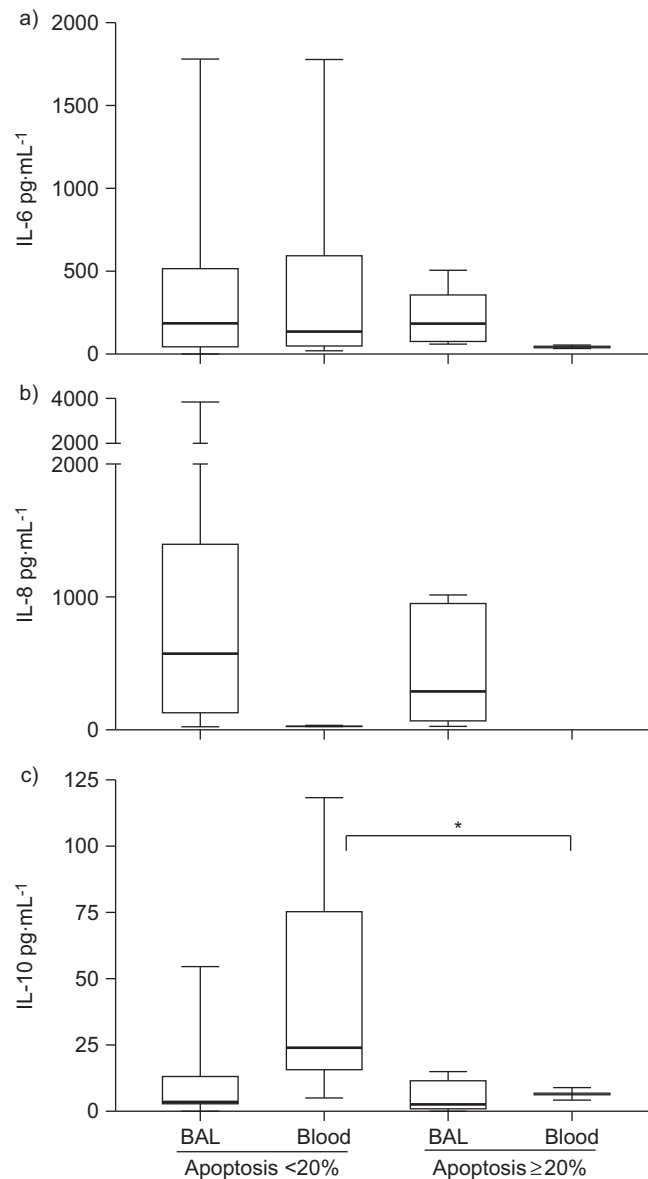 a)
2000
1500
1000
500
0
IL-6 pg·mL-1
b)
4000
2000
2000
1000
0
IL-8 pg·mL-1
c)
125
100
75
50
25
0
IL-10 pg·mL-1
*
BAL Blood BAL Blood
Apoptosis <20% Apoptosis ≥20%